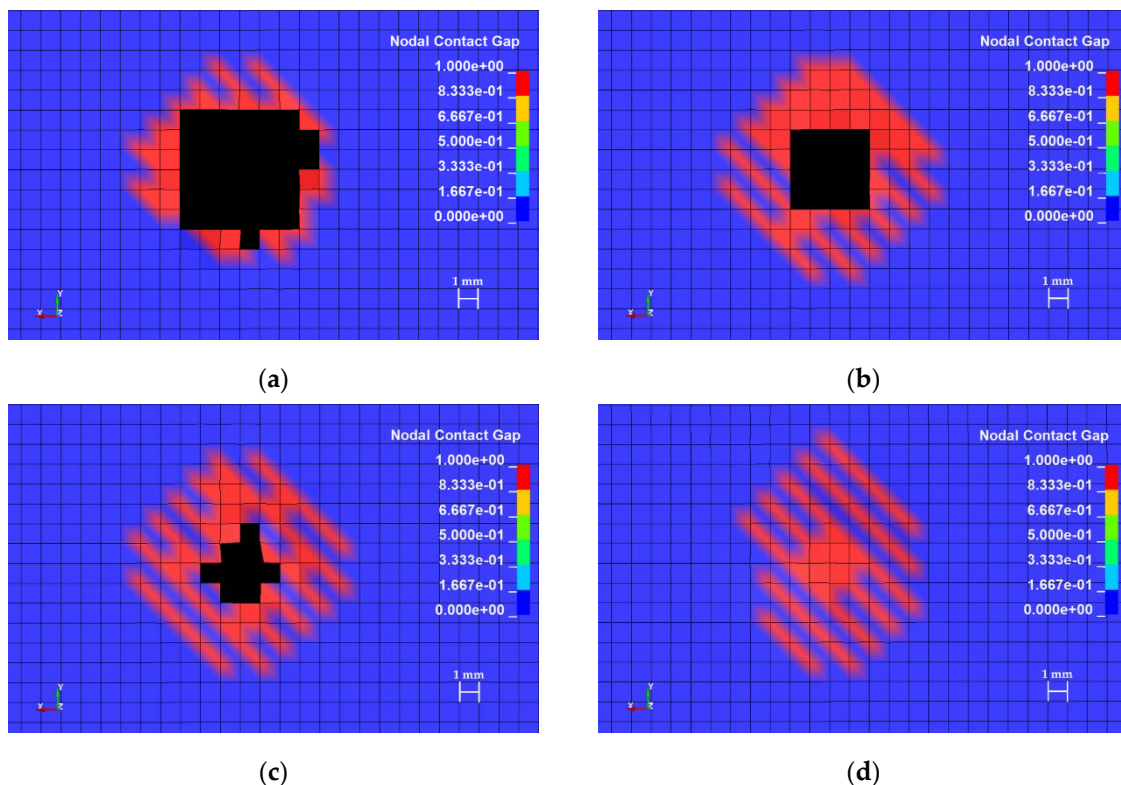 Nodal Contact Gap
1.000e+00
8.333e-01
6.667e-01
5.000e-01
3.333e-01
1.667e-01
0.000e+00
1 mm
Y
X
Z
(a)
Nodal Contact Gap
1.000e+00
8.333e-01
6.667e-01
5.000e-01
3.333e-01
1.667e-01
0.000e+00
1 mm
Y
X
Z
(b)
Nodal Contact Gap
1.000e+00
8.333e-01
6.667e-01
5.000e-01
3.333e-01
1.667e-01
0.000e+00
1 mm
Y
X
Z
(c)
Nodal Contact Gap
1.000e+00
8.333e-01
6.667e-01
5.000e-01
3.333e-01
1.667e-01
0.000e+00
1 mm
Y
X
Z
(d)